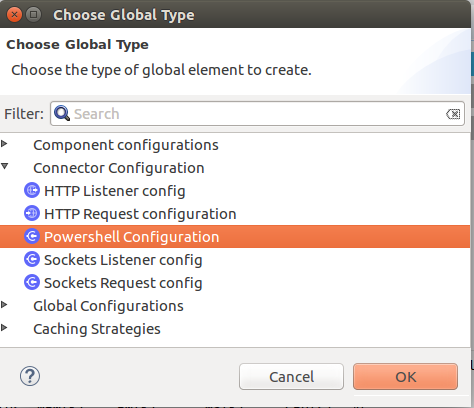 Choose Global Type
Choose Global Type
Choose the type of global element to create.
Filter: Search
Component configurations
Connector Configuration
HTTP Listener config
HTTP Request configuration
Powershell Configuration
Sockets Listener config
Sockets Request config
Global Configurations
Caching Strategies
? Cancel OK